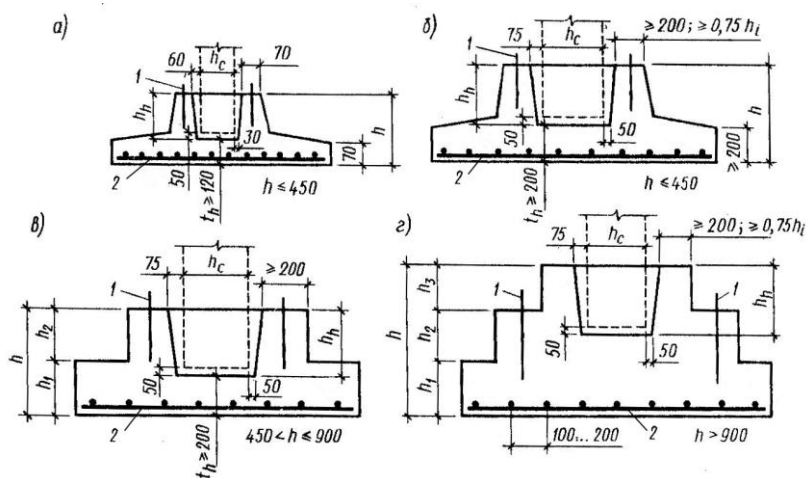 а)
1
60
h_c
70
h_h
30
h
70
50
2
t_h ≥ 120
h ≤ 450
б)
1
75
h_c
≥ 200 ; ≥ 0,75 h_i
h_h
h
50
50
≥ 200
2
t_h ≥ 200
h ≤ 450
в)
1
75
h_c
≥ 200
h_2
h
h_1
h_h
50
50
2
t_h ≥ 200
450 < h ≤ 900
г)
75
h_c
≥ 200 ; ≥ 0,75 h_i
1
1
h_3
h_2
h
h_1
h_h
50
50
2
100...200
h > 900